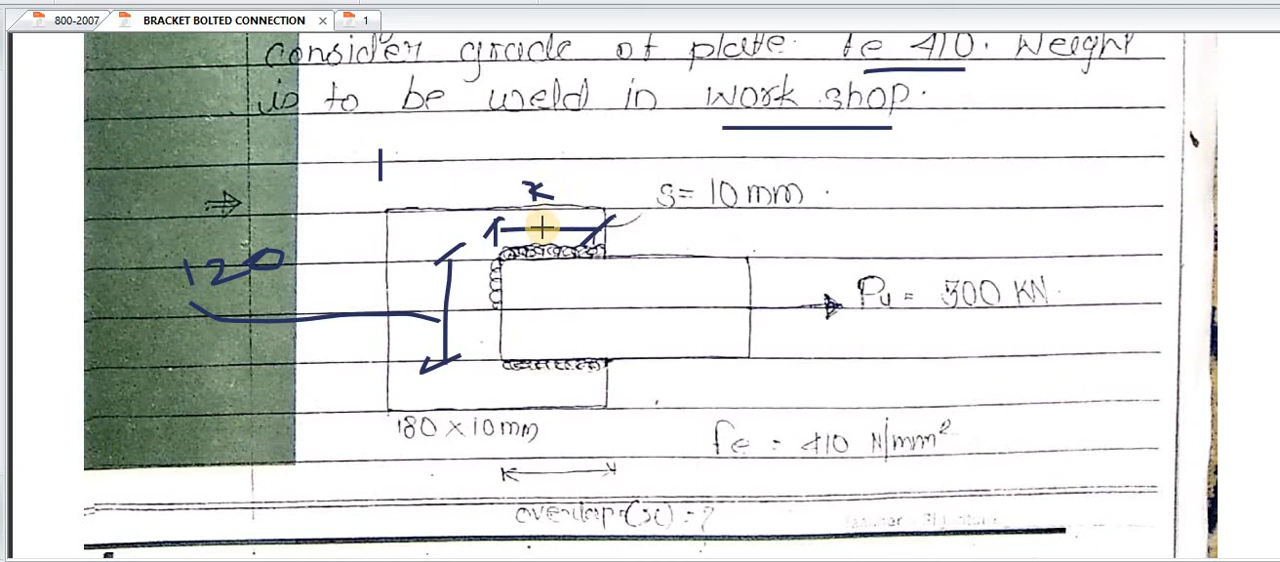 800-2007 BRACKET BOLTED CONNECTION × 1
consider grade of plate. fe 410. Weight
is to be weld in work shop.
x
S = 10 mm.
120
Pu = 500 KN.
180 × 10 mm
fe = 410 N/mm²
overlap (x) = ?